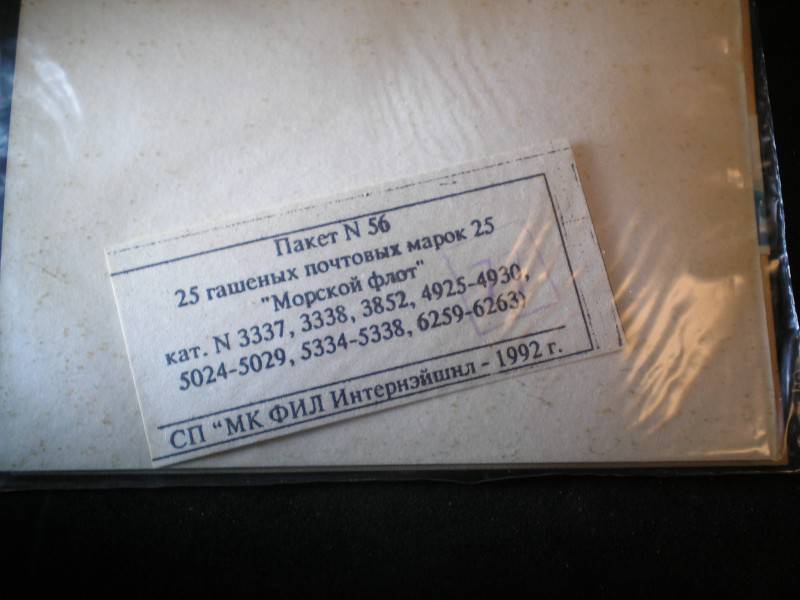 Пакет N 56
25 гашеных почтовых марок 25
"Морской флот"
кат. N 3337, 3338, 3852, 4925-4930,
5024-5029, 5334-5338, 6259-6263)
СП "МК ФИЛ Интернэйшнл - 1992 г.